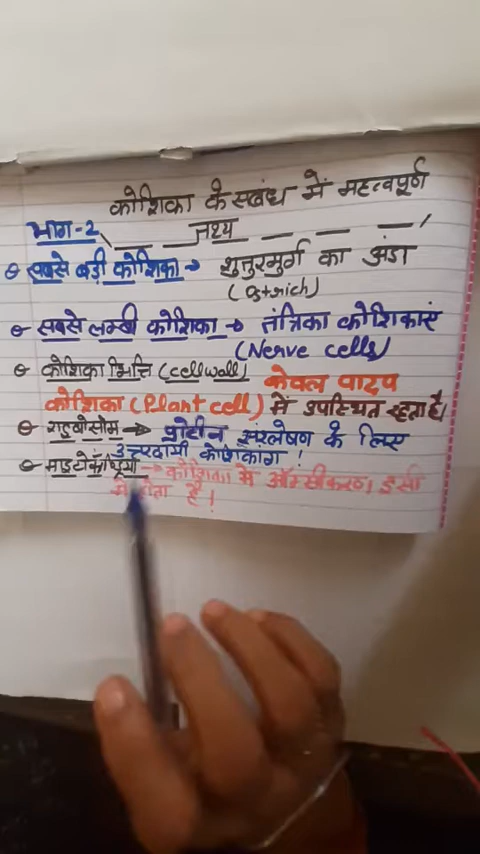 कोशिका के सबंध में महत्वपूर्ण
भाग-2 तथ्य
सबसे बड़ी कोशिका → शुतुरमुर्ग का अंडा
(Ostrich)
सबसे लम्बी कोशिका → तंत्रिका कोशिकाएं
(Nerve cells)
कोशिका भित्ति (cell wall) केवल पादप
कोशिका (Plant cell) में उपस्थित रहता है।
राइबोसोम → प्रोटीन संश्लेषण के लिए
उत्तरदायी कोशिकांग !
माइटोकॉण्ड्रिया → कोशिका में ऑक्सीकरण इसी
में होता है !